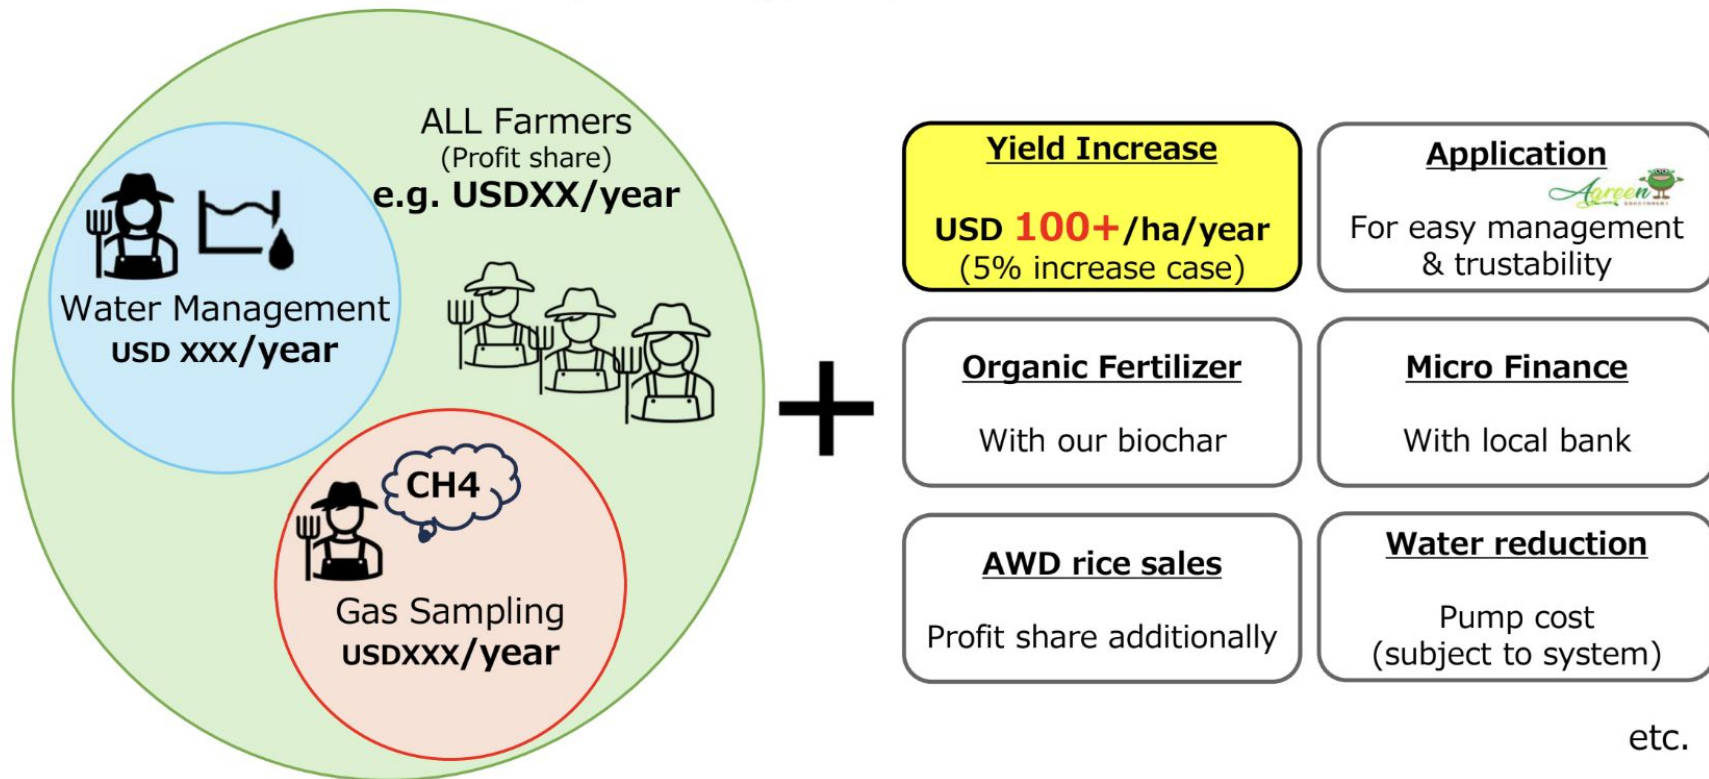 ALL Farmers
(Profit share)
e.g. USDXX/year
Water Management
USD XXX/year
CH4
Gas Sampling
USDXXX/year
+
Yield Increase
USD 100+/ha/year
(5% increase case)
Application
Agreen
For easy management
& trustability
Organic Fertilizer
With our biochar
Micro Finance
With local bank
AWD rice sales
Profit share additionally
Water reduction
Pump cost
(subject to system)
etc.